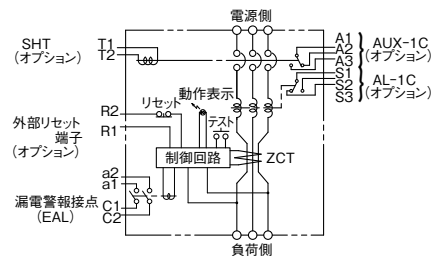 電源側
SHT
(オプション)
T1
T2
A1
A2
A3
AUX-1C
(オプション)
S1
S2
S3
AL-1C
(オプション)
動作表示
リセット
R2
R1
テスト
外部リセット
端子
(オプション)
制御回路
ZCT
a2
a1
漏電警報接点
(EAL)
C1
C2
負荷側